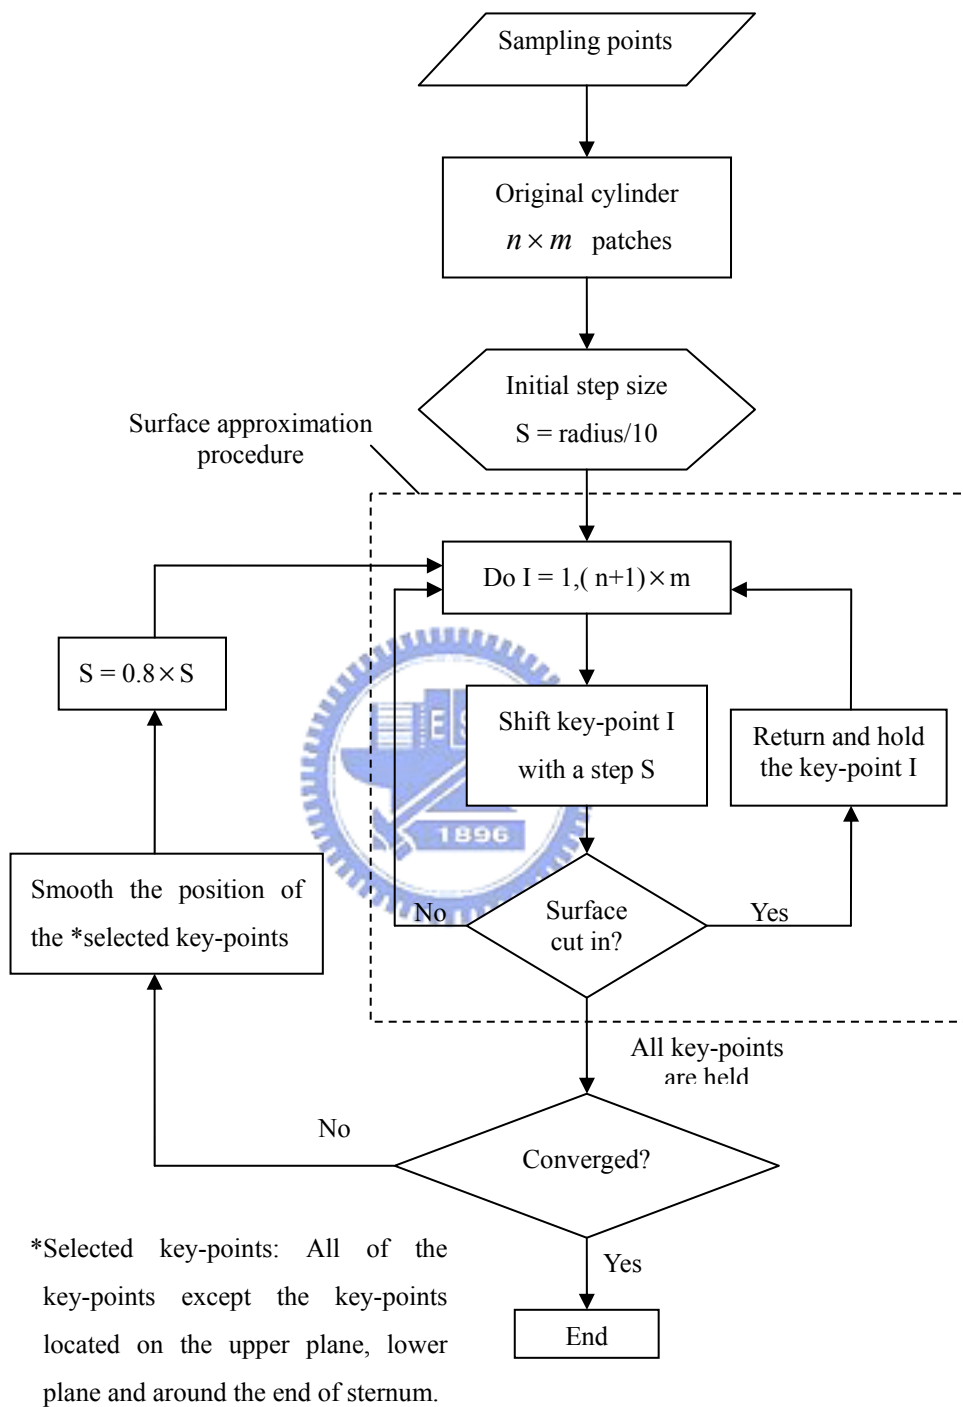 Sampling points
Original cylinder
n × m patches
Initial step size
S = radius/10
Surface approximation
procedure
Do I = 1,( n+1) × m
S = 0.8 × S
Shift key-point I
with a step S
Return and hold
the key-point I
1896
Smooth the position of
the *selected key-points
No
Surface
cut in?
Yes
All key-points
are held
No
Converged?
Yes
End
*Selected key-points: All of the
key-points except the key-points
located on the upper plane, lower
plane and around the end of sternum.